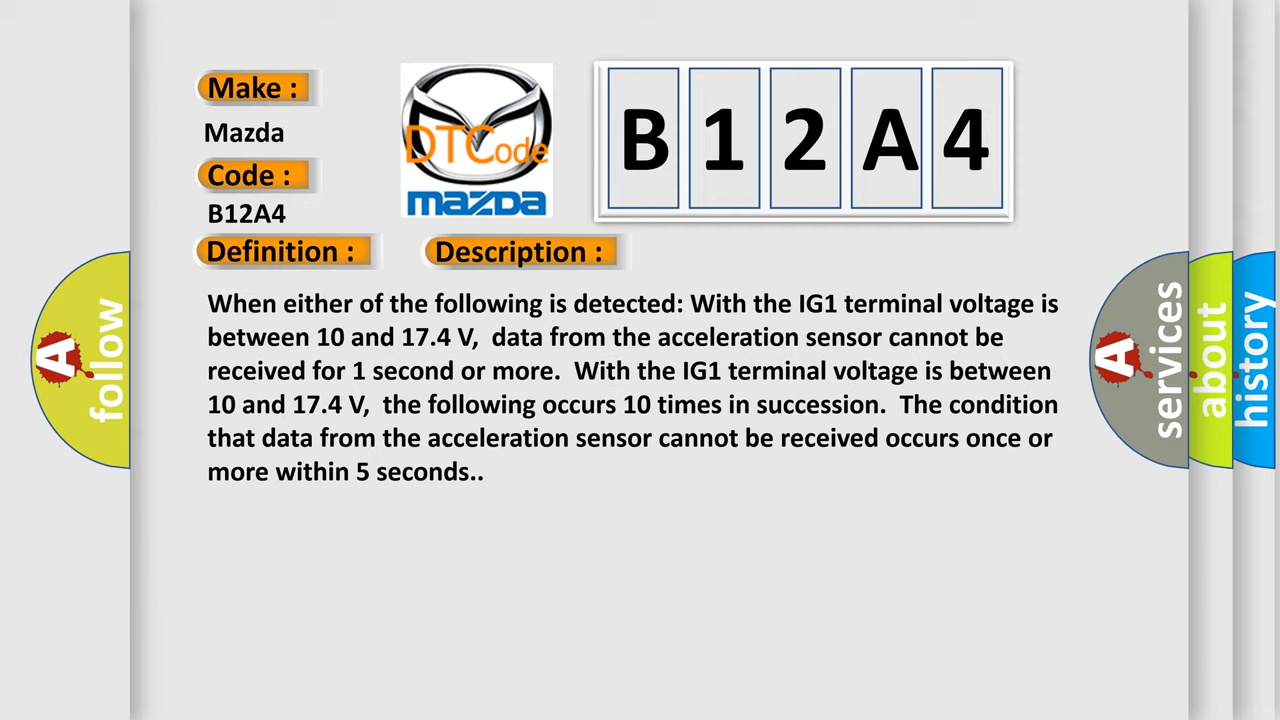 Make :
Mazda
Code :
B12A4
Definition :
Description :
DTCode
mazda
B 1 2 A 4
When either of the following is detected: With the IG1 terminal voltage is
between 10 and 17.4 V,  data from the acceleration sensor cannot be
received for 1 second or more.  With the IG1 terminal voltage is between
10 and 17.4 V,  the following occurs 10 times in succession.  The condition
that data from the acceleration sensor cannot be received occurs once or
more within 5 seconds..
A
follow
A
services
about
history